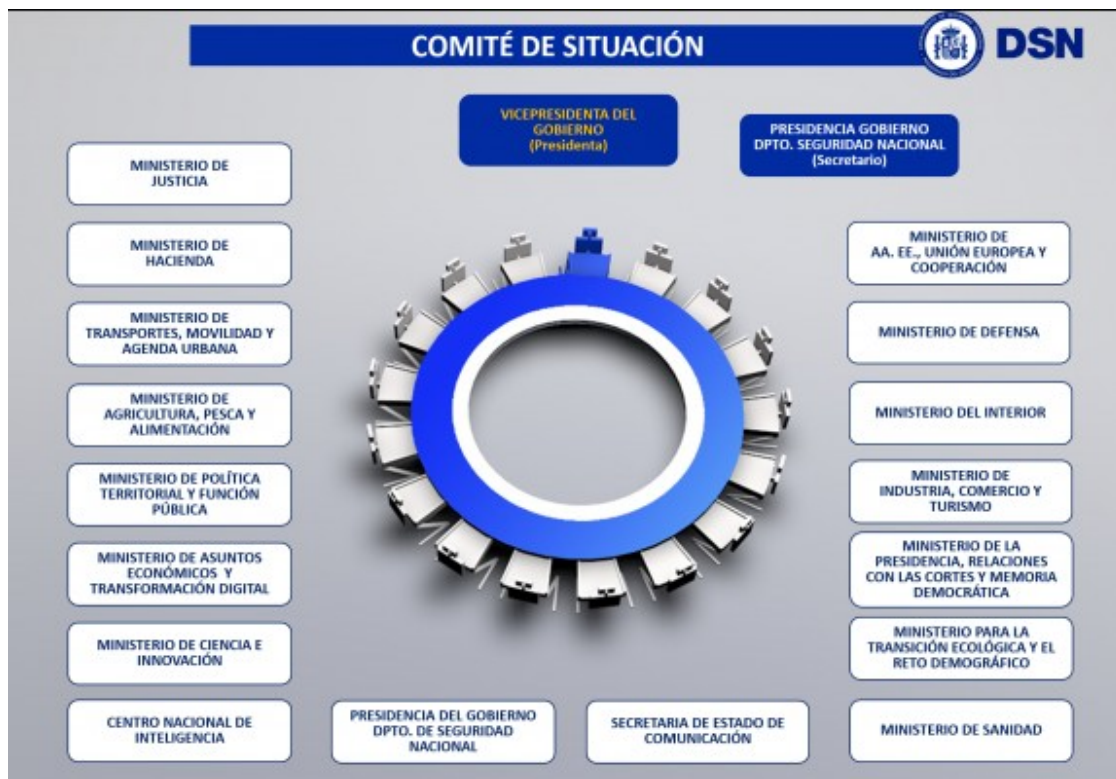 COMITÉ DE SITUACIÓN
DSN
VICEPRESIDENTA DEL
GOBIERNO
(Presidenta)
PRESIDENCIA GOBIERNO
DPTO. SEGURIDAD NACIONAL
(Secretario)
MINISTERIO DE
JUSTICIA
MINISTERIO DE
HACIENDA
MINISTERIO DE
TRANSPORTES, MOVILIDAD Y
AGENDA URBANA
MINISTERIO DE
AGRICULTURA, PESCA Y
ALIMENTACIÓN
MINISTERIO DE POLÍTICA
TERRITORIAL Y FUNCIÓN
PÚBLICA
MINISTERIO DE ASUNTOS
ECONÓMICOS Y
TRANSFORMACIÓN DIGITAL
MINISTERIO DE CIENCIA E
INNOVACIÓN
CENTRO NACIONAL DE
INTELIGENCIA
PRESIDENCIA DEL GOBIERNO
DPTO. DE SEGURIDAD
NACIONAL
SECRETARIA DE ESTADO DE
COMUNICACIÓN
MINISTERIO DE
AA. EE., UNIÓN EUROPEA Y
COOPERACIÓN
MINISTERIO DE DEFENSA
MINISTERIO DEL INTERIOR
MINISTERIO DE
INDUSTRIA, COMERCIO Y
TURISMO
MINISTERIO DE LA
PRESIDENCIA, RELACIONES
CON LAS CORTES Y MEMORIA
DEMOCRÁTICA
MINISTERIO PARA LA
TRANSICIÓN ECOLÓGICA Y EL
RETO DEMOGRÁFICO
MINISTERIO DE SANIDAD